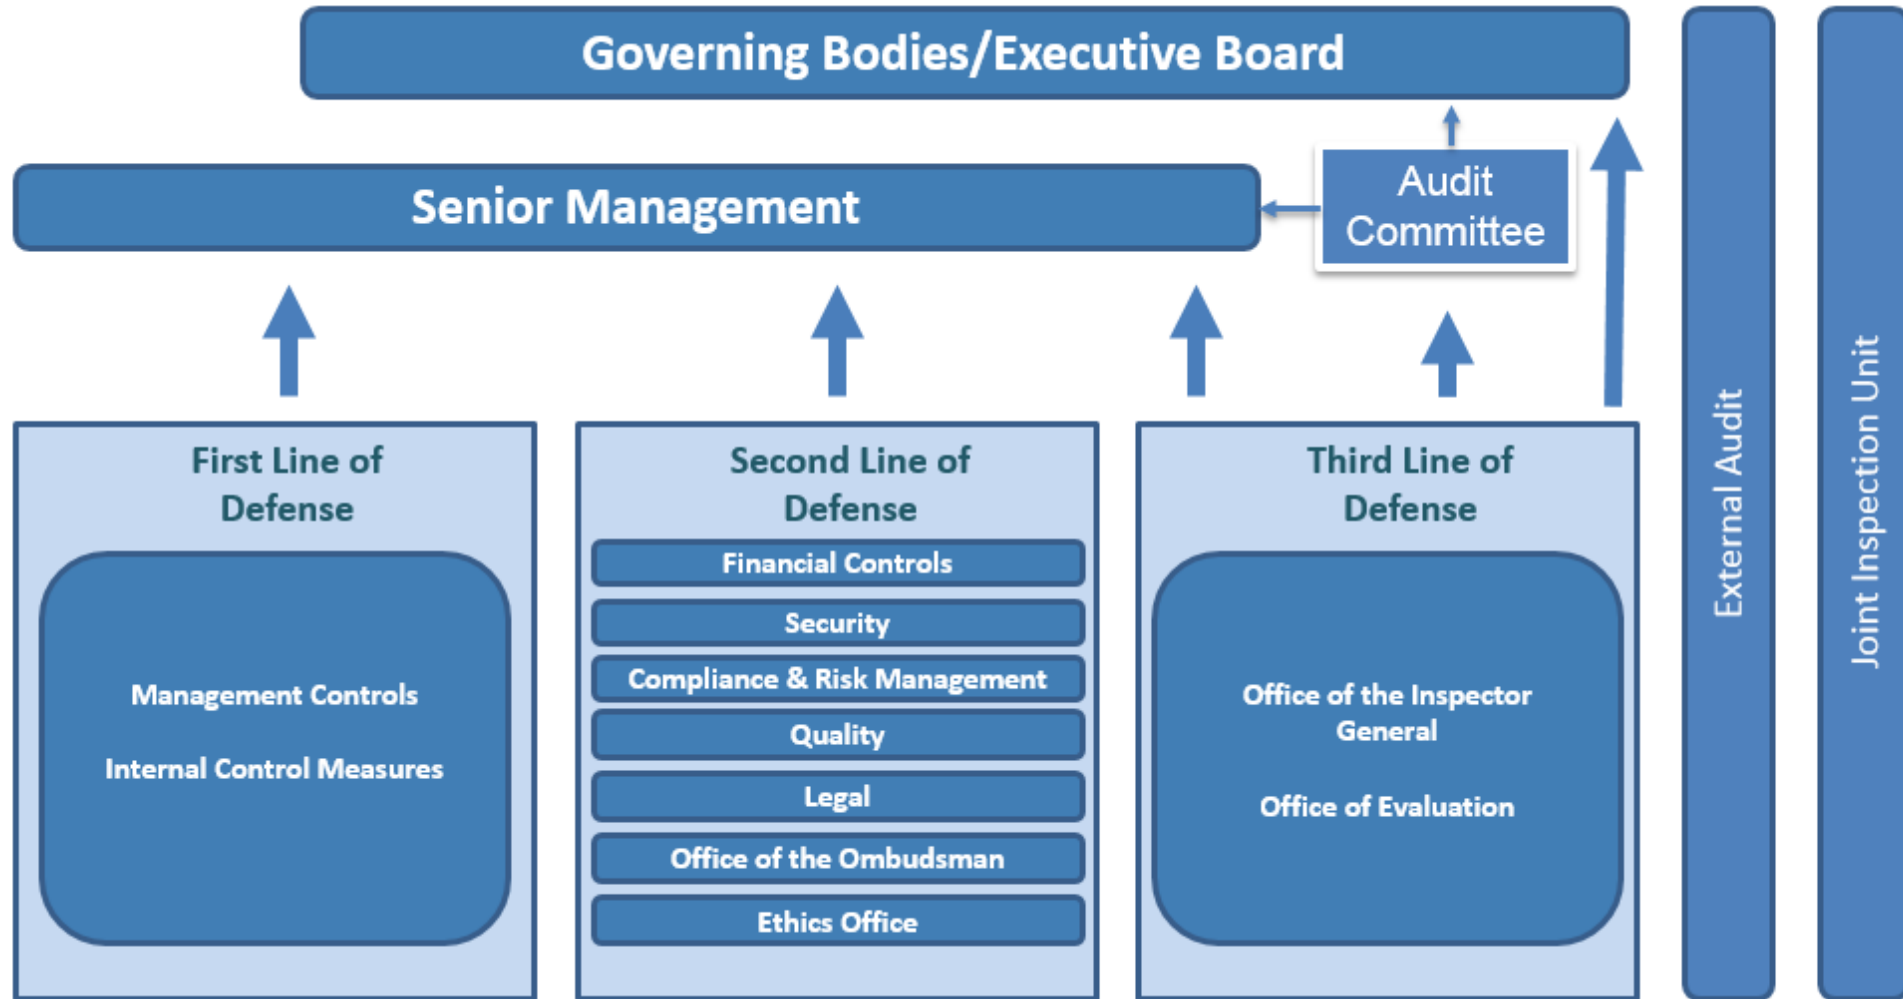 Governing Bodies/Executive Board
Senior Management
Audit
Committee
First Line of
Defense
Management Controls
Internal Control Measures
Second Line of
Defense
Financial Controls
Security
Compliance & Risk Management
Quality
Legal
Office of the Ombudsman
Ethics Office
Third Line of
Defense
Office of the Inspector
General
Office of Evaluation
External Audit
Joint Inspection Unit